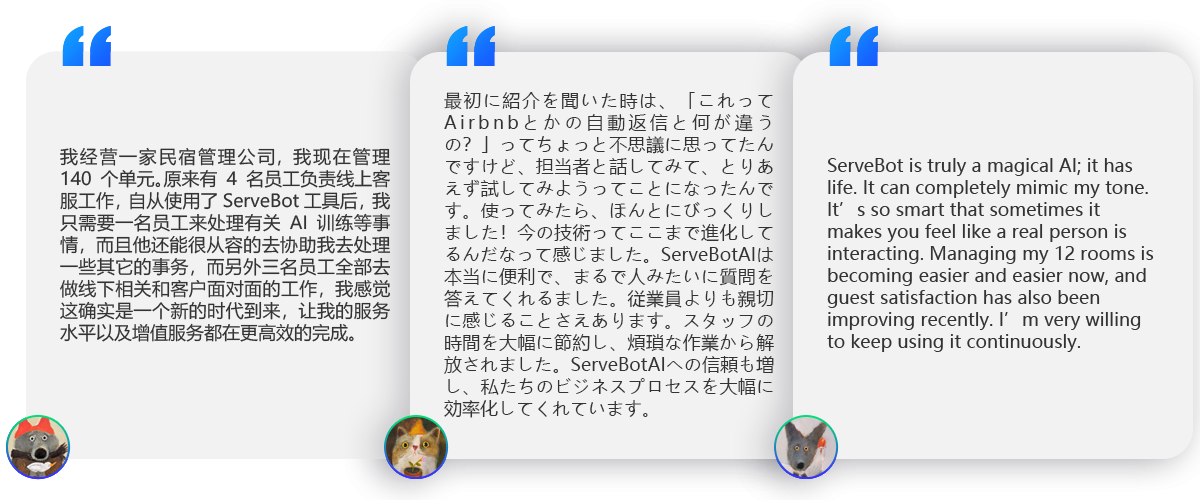 我经营一家民宿管理公司，我现在管理
140 个单元。原来有 4 名员工负责线上客
服工作，自从使用了 ServeBot 工具后，我
只需要一名员工来处理有关 AI 训练等事
情，而且他还能很从容的去协助我去处理
一些其它的事务，而另外三名员工全部去
做线下相关和客户面对面的工作，我感觉
这确实是一个新的时代到来，让我的服务
水平以及增值服务都在更高效的完成。
最初に紹介を聞いた時は、「これって
Airbnbとかの自動返信と何が違う
の？」ってちょっと不思議に思ってたん
ですけど、担当者と話してみて、とりあ
えず試してみようってことになったんで
す。使ってみたら、ほんとにびっくりし
ました！今の技術ってここまで進化して
るんだなって感じました。ServeBotAIは
本当に便利で、まるで人みたいに質問を
答えてくれるました。従業員よりも親切
に感じることさえあります。スタッフの
時間を大幅に節約し、煩瑣な作業から解
放されました。ServeBotAIへの信頼も増
し、私たちのビジネスプロセスを大幅に
効率化してくれています。
ServeBot is truly a magical AI; it has
life. It can completely mimic my tone.
It’s so smart that sometimes it
makes you feel like a real person is
interacting. Managing my 12 rooms is
becoming easier and easier now, and
guest satisfaction has also been
improving recently. I’m very willing
to keep using it continuously.